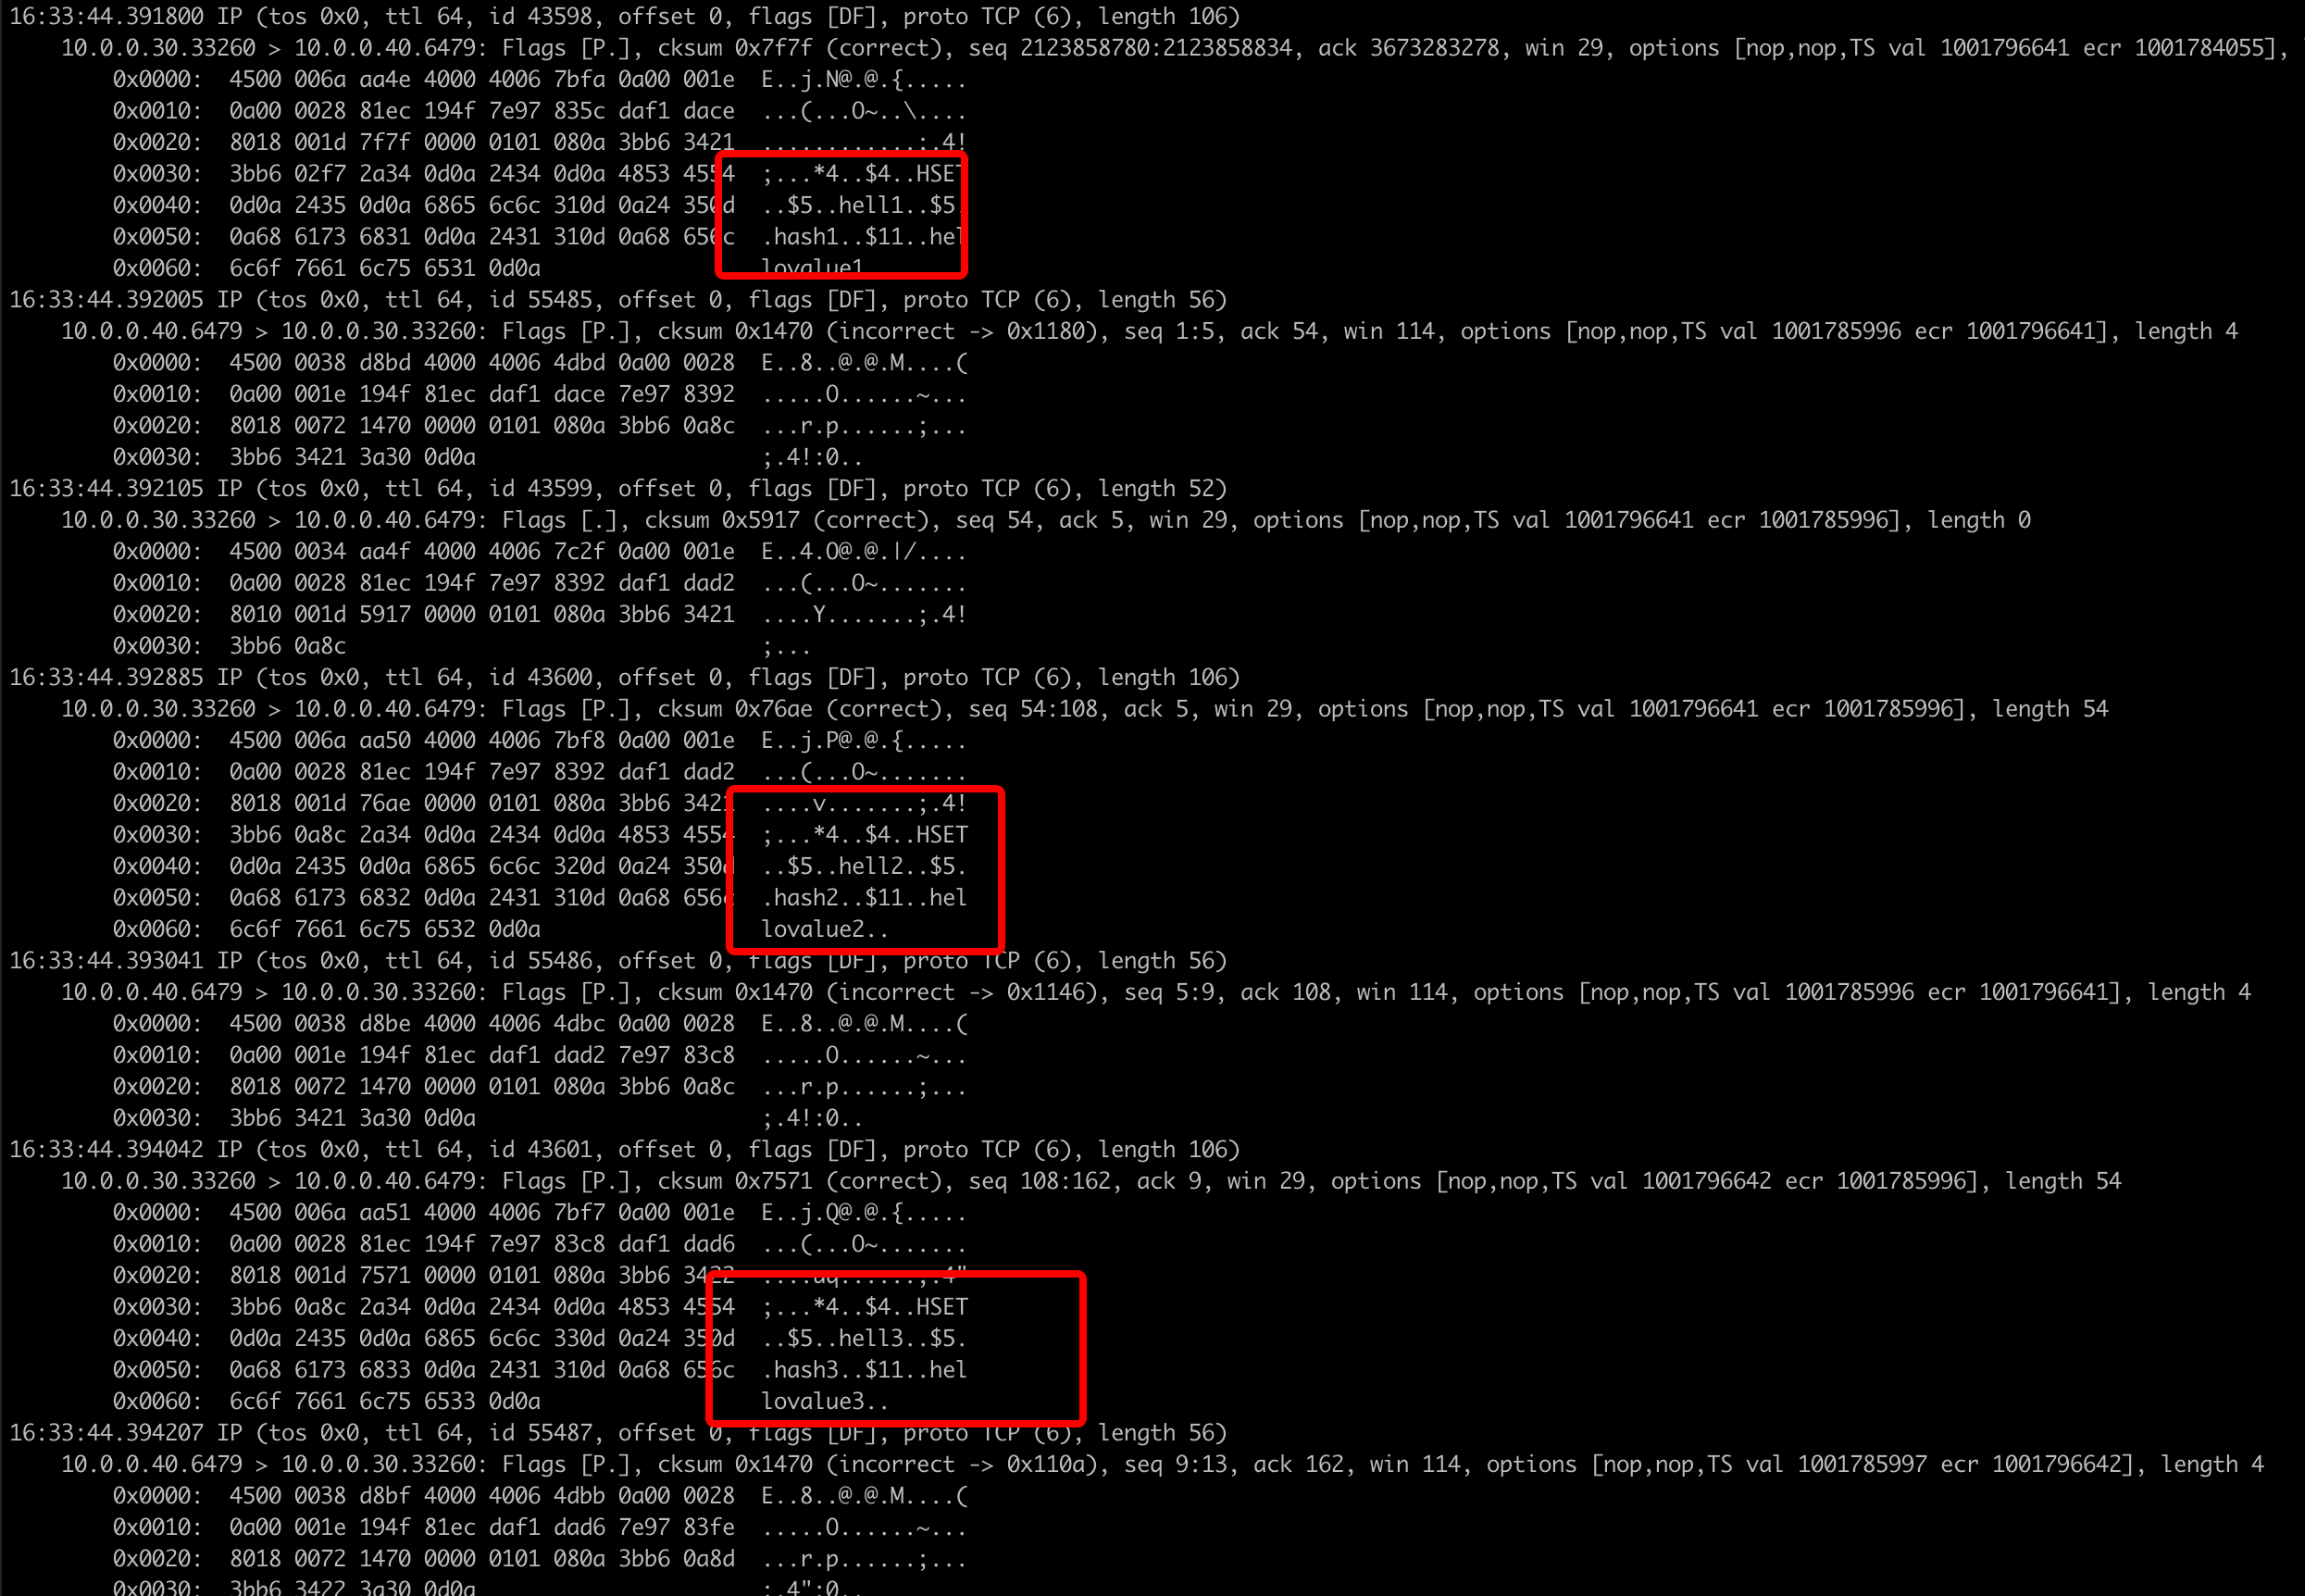 16:33:44.391800 IP (tos 0x0, ttl 64, id 43598, offset 0, flags [DF], proto TCP (6), length 106)
10.0.0.30.33260 > 10.0.0.40.6479: Flags [P.], cksum 0x7f7f (correct), seq 2123858780:2123858834, ack 3673283278, win 29, options [nop,nop,TS val 1001796641 ecr 1001784055],
0x0000: 4500 006a aa4e 4000 4006 7bfa 0a00 001e E..j.N@.@.{.....
0x0010: 0a00 0028 81ec 194f 7e97 835c daf1 dace ...(...O~..\....
0x0020: 8018 001d 7f7f 0000 0101 080a 3bb6 3421 ............;.4!
0x0030: 3bb6 02f7 2a34 0d0a 2434 0d0a 4853 4554 ;...*4..$4..HSET
0x0040: 0d0a 2435 0d0a 6865 6c6c 310d 0a24 350d ..$5..hell1..$5.
0x0050: 0a68 6173 6831 0d0a 2431 310d 0a68 656c .hash1..$11..hel
0x0060: 6c6f 7661 6c75 6531 0d0a lovalue1
16:33:44.392005 IP (tos 0x0, ttl 64, id 55485, offset 0, flags [DF], proto TCP (6), length 56)
10.0.0.40.6479 > 10.0.0.30.33260: Flags [P.], cksum 0x1470 (incorrect -> 0x1180), seq 1:5, ack 54, win 114, options [nop,nop,TS val 1001785996 ecr 1001796641], length 4
0x0000: 4500 0038 d8bd 4000 4006 4dbd 0a00 0028 E..8..@.@.M....(
0x0010: 0a00 001e 194f 81ec daf1 dace 7e97 8392 .....O......~...
0x0020: 8018 0072 1470 0000 0101 080a 3bb6 0a8c ...r.p......;...
0x0030: 3bb6 3421 3a30 0d0a ;.4!:0..
16:33:44.392105 IP (tos 0x0, ttl 64, id 43599, offset 0, flags [DF], proto TCP (6), length 52)
10.0.0.30.33260 > 10.0.0.40.6479: Flags [.], cksum 0x5917 (correct), seq 54, ack 5, win 29, options [nop,nop,TS val 1001796641 ecr 1001785996], length 0
0x0000: 4500 0034 aa4f 4000 4006 7c2f 0a00 001e E..4.O@.@.|/....
0x0010: 0a00 0028 81ec 194f 7e97 8392 daf1 dad2 ...(...O~.......
0x0020: 8010 001d 5917 0000 0101 080a 3bb6 3421 ....Y.......;.4!
0x0030: 3bb6 0a8c ;...
16:33:44.392885 IP (tos 0x0, ttl 64, id 43600, offset 0, flags [DF], proto TCP (6), length 106)
10.0.0.30.33260 > 10.0.0.40.6479: Flags [P.], cksum 0x76ae (correct), seq 54:108, ack 5, win 29, options [nop,nop,TS val 1001796641 ecr 1001785996], length 54
0x0000: 4500 006a aa50 4000 4006 7bf8 0a00 001e E..j.P@.@.{.....
0x0010: 0a00 0028 81ec 194f 7e97 8392 daf1 dad2 ...(...O~.......
0x0020: 8018 001d 76ae 0000 0101 080a 3bb6 3421 ....v.......;.4!
0x0030: 3bb6 0a8c 2a34 0d0a 2434 0d0a 4853 4554 ;...*4..$4..HSET
0x0040: 0d0a 2435 0d0a 6865 6c6c 320d 0a24 350d ..$5..hell2..$5.
0x0050: 0a68 6173 6832 0d0a 2431 310d 0a68 656c .hash2..$11..hel
0x0060: 6c6f 7661 6c75 6532 0d0a lovalue2..
16:33:44.393041 IP (tos 0x0, ttl 64, id 55486, offset 0, flags [DF], proto TCP (6), length 56)
10.0.0.40.6479 > 10.0.0.30.33260: Flags [P.], cksum 0x1470 (incorrect -> 0x1146), seq 5:9, ack 108, win 114, options [nop,nop,TS val 1001785996 ecr 1001796641], length 4
0x0000: 4500 0038 d8be 4000 4006 4dbc 0a00 0028 E..8..@.@.M....(
0x0010: 0a00 001e 194f 81ec daf1 dad2 7e97 83c8 .....O......~...
0x0020: 8018 0072 1470 0000 0101 080a 3bb6 0a8c ...r.p......;...
0x0030: 3bb6 3421 3a30 0d0a ;.4!:0..
16:33:44.394042 IP (tos 0x0, ttl 64, id 43601, offset 0, flags [DF], proto TCP (6), length 106)
10.0.0.30.33260 > 10.0.0.40.6479: Flags [P.], cksum 0x7571 (correct), seq 108:162, ack 9, win 29, options [nop,nop,TS val 1001796642 ecr 1001785996], length 54
0x0000: 4500 006a aa51 4000 4006 7bf7 0a00 001e E..j.Q@.@.{.....
0x0010: 0a00 0028 81ec 194f 7e97 83c8 daf1 dad6 ...(...O~.......
0x0020: 8018 001d 7571 0000 0101 080a 3bb6 3422 ....uq......;.4"
0x0030: 3bb6 0a8c 2a34 0d0a 2434 0d0a 4853 4554 ;...*4..$4..HSET
0x0040: 0d0a 2435 0d0a 6865 6c6c 330d 0a24 350d ..$5..hell3..$5.
0x0050: 0a68 6173 6833 0d0a 2431 310d 0a68 656c .hash3..$11..hel
0x0060: 6c6f 7661 6c75 6533 0d0a lovalue3..
16:33:44.394207 IP (tos 0x0, ttl 64, id 55487, offset 0, flags [DF], proto TCP (6), length 56)
10.0.0.40.6479 > 10.0.0.30.33260: Flags [P.], cksum 0x1470 (incorrect -> 0x110a), seq 9:13, ack 162, win 114, options [nop,nop,TS val 1001785997 ecr 1001796642], length 4
0x0000: 4500 0038 d8bf 4000 4006 4dbb 0a00 0028 E..8..@.@.M....(
0x0010: 0a00 001e 194f 81ec daf1 dad6 7e97 83fe .....O......~...
0x0020: 8018 0072 1470 0000 0101 080a 3bb6 0a8d ...r.p......;...
0x0030: 3bb6 3422 3a30 0d0a ;.4":0..